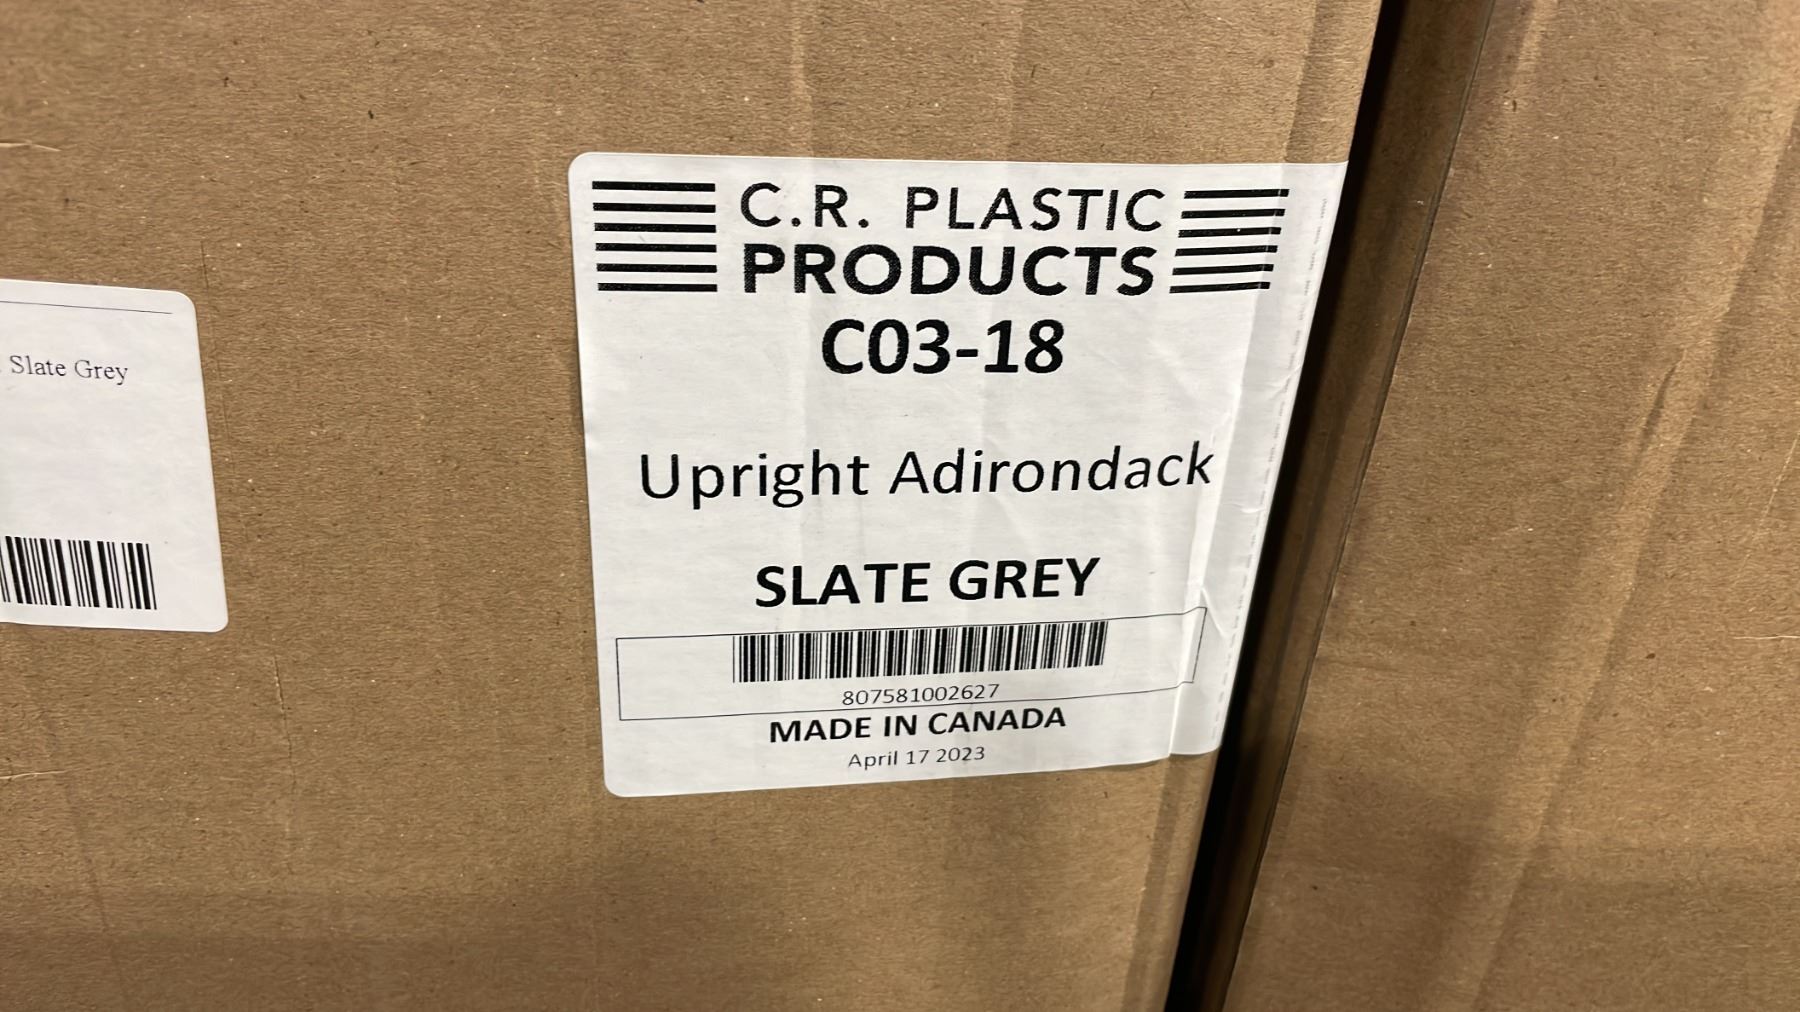 C.R. PLASTIC
PRODUCTS
C03-18
Upright Adirondack
SLATE GREY
807581002627
MADE IN CANADA
April 17 2023
Slate Grey